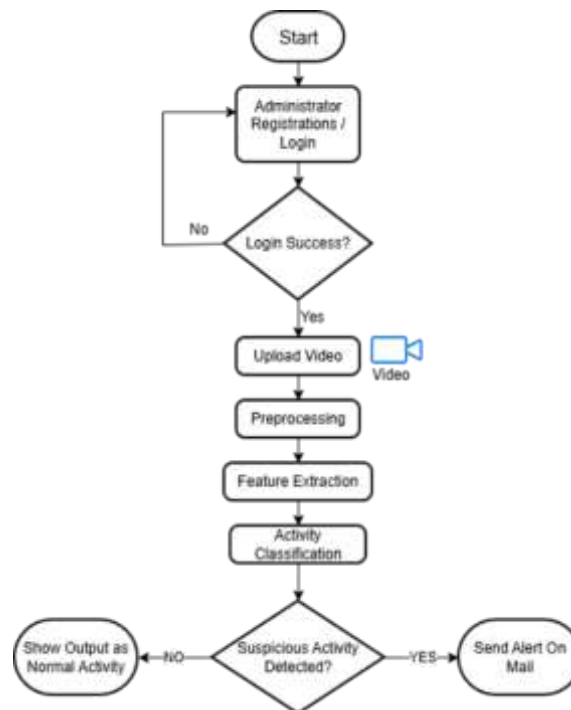 Start
Administrator
Registrations /
Login
No
Login Success?
Yes
Upload Video
Video
Preprocessing
Feature Extraction
Activity
Classification
Show Output as
Normal Activity
NO
Suspicious Activity
Detected?
YES
Send Alert On
Mail